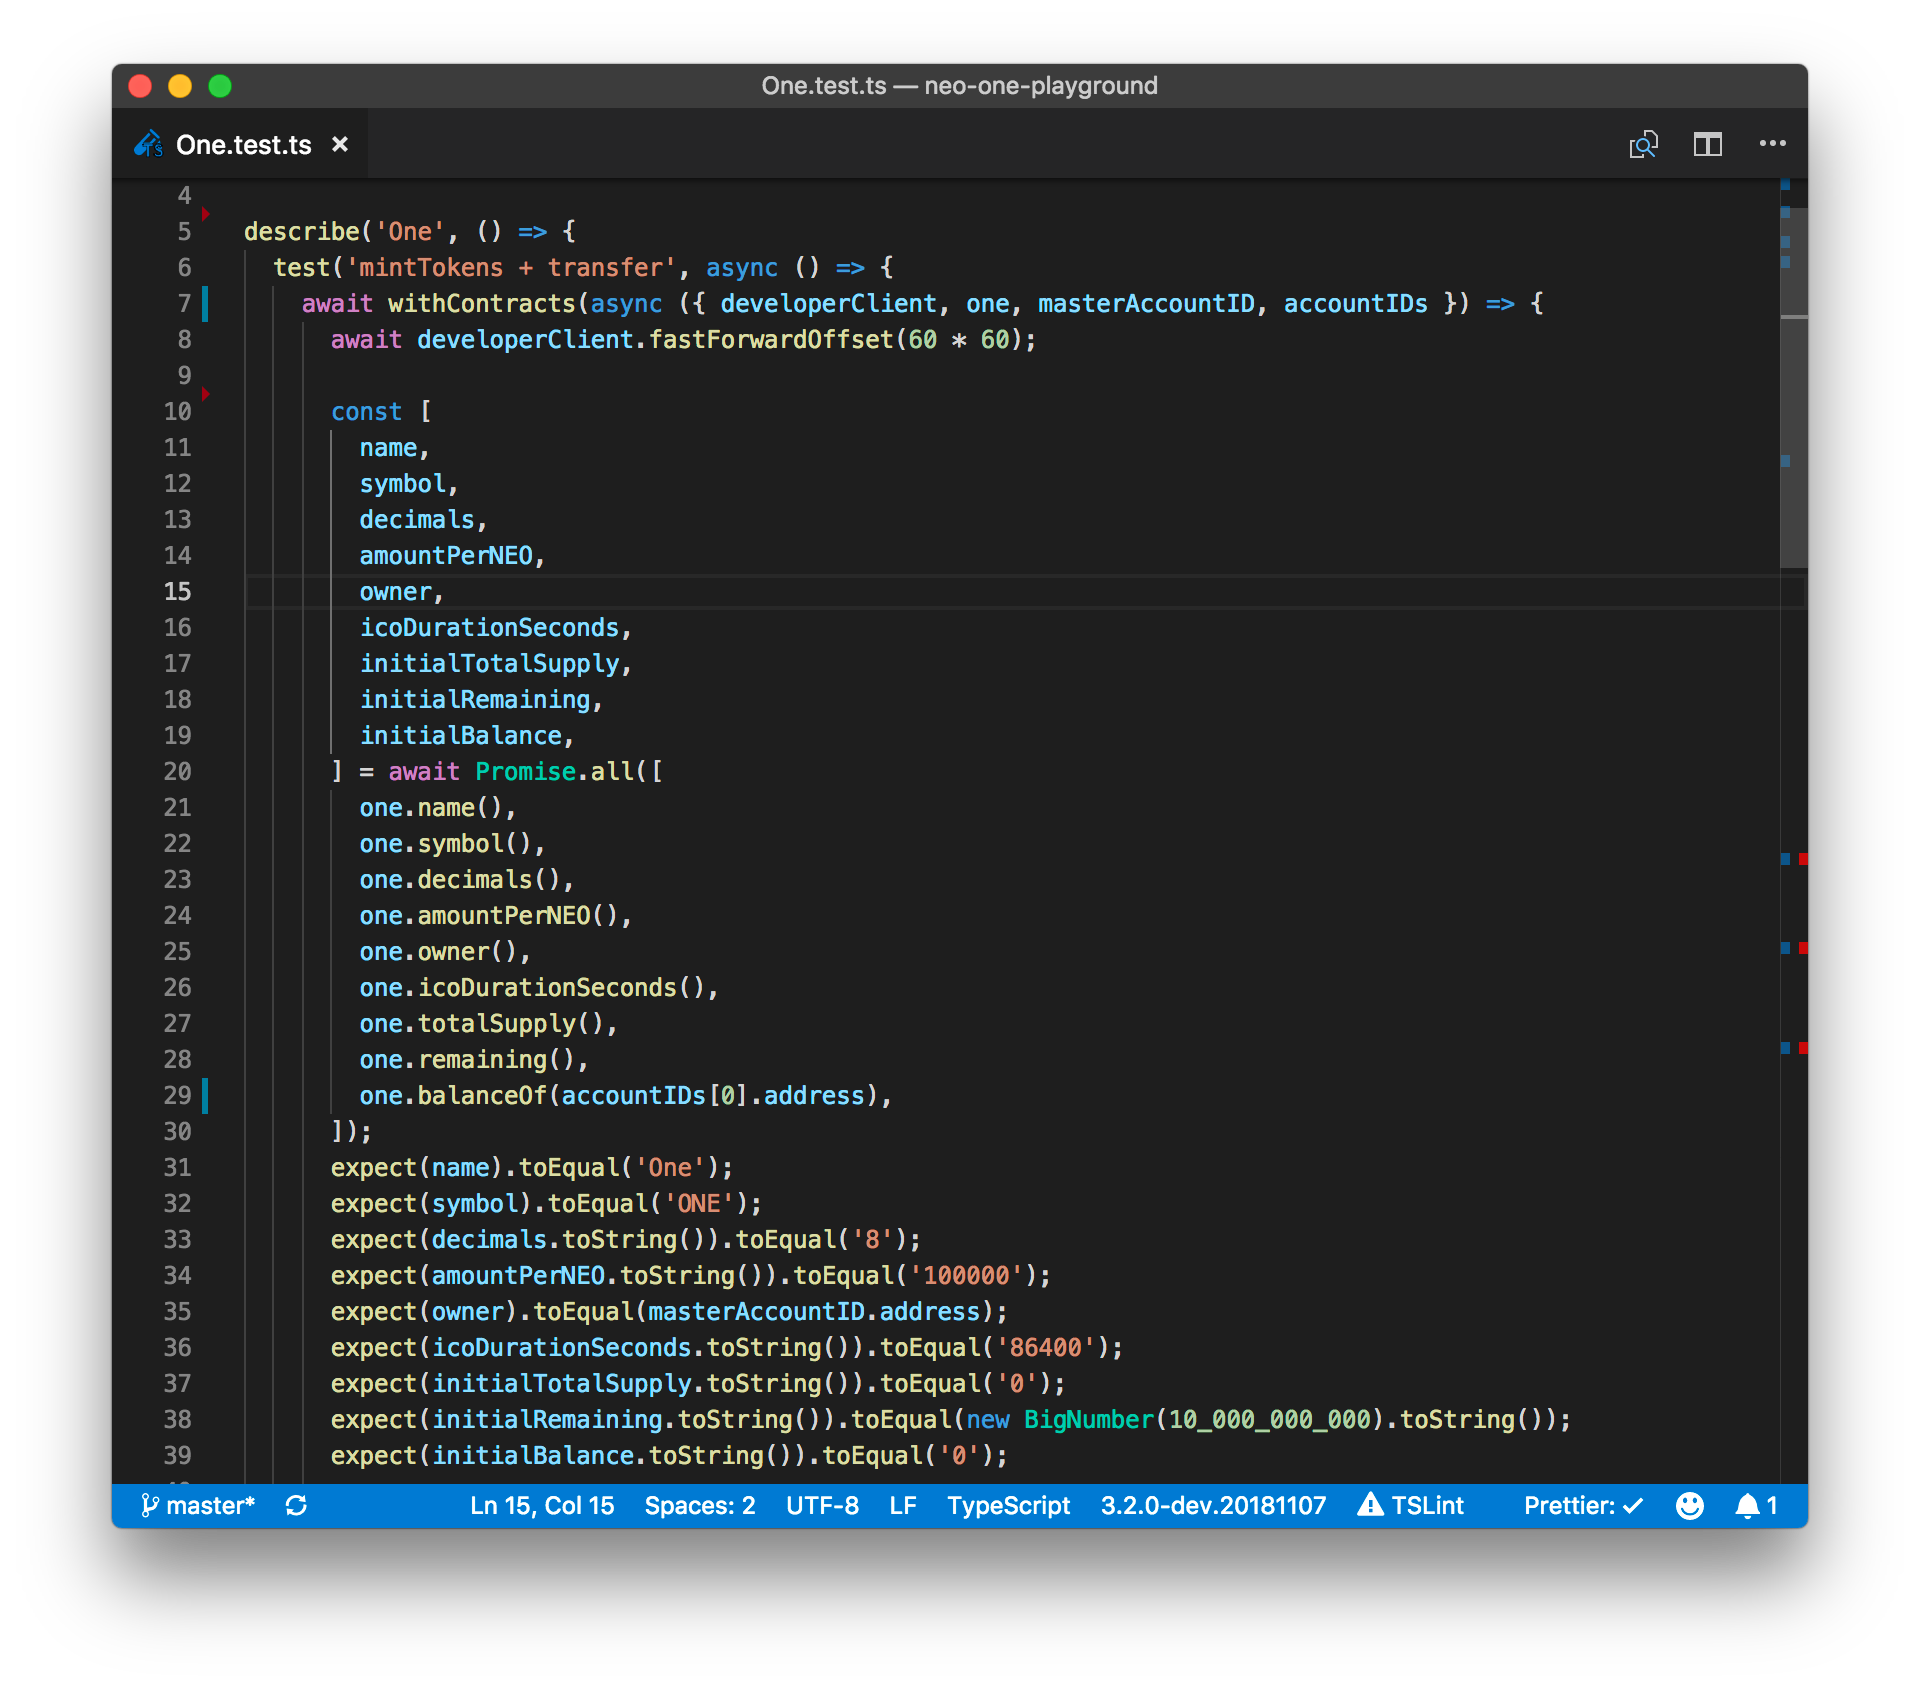 One.test.ts — neo-one-playground
TS One.test.ts ×
4
5 describe('One', () => {
6 test('mintTokens + transfer', async () => {
7 await withContracts(async ({ developerClient, one, masterAccountID, accountIDs }) => {
8 await developerClient.fastForwardOffset(60 * 60);
9
10 const [
11 name,
12 symbol,
13 decimals,
14 amountPerNEO,
15 owner,
16 icoDurationSeconds,
17 initialTotalSupply,
18 initialRemaining,
19 initialBalance,
20 ] = await Promise.all([
21 one.name(),
22 one.symbol(),
23 one.decimals(),
24 one.amountPerNEO(),
25 one.owner(),
26 one.icoDurationSeconds(),
27 one.totalSupply(),
28 one.remaining(),
29 one.balanceOf(accountIDs[0].address),
30 ]);
31 expect(name).toEqual('One');
32 expect(symbol).toEqual('ONE');
33 expect(decimals.toString()).toEqual('8');
34 expect(amountPerNEO.toString()).toEqual('100000');
35 expect(owner).toEqual(masterAccountID.address);
36 expect(icoDurationSeconds.toString()).toEqual('86400');
37 expect(initialTotalSupply.toString()).toEqual('0');
38 expect(initialRemaining.toString()).toEqual(new BigNumber(10_000_000_000).toString());
39 expect(initialBalance.toString()).toEqual('0');
master* Ln 15, Col 15 Spaces: 2 UTF-8 LF TypeScript 3.2.0-dev.20181107 TSLint Prettier: ✓ 1